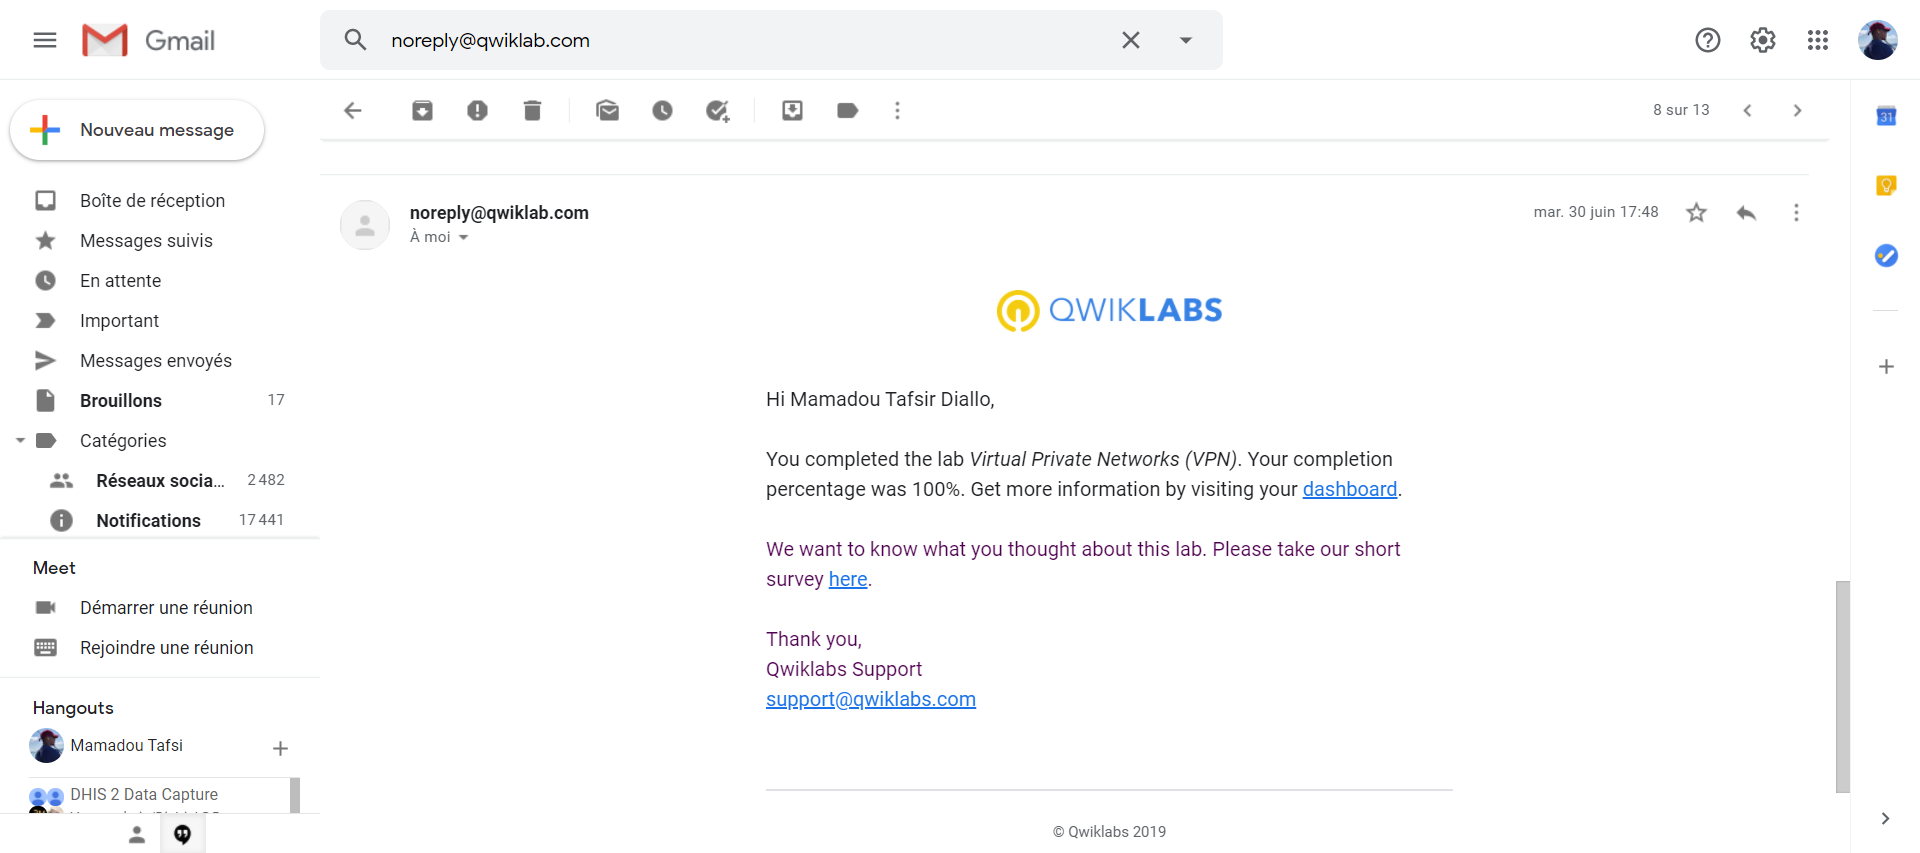 Gmail
noreply@qwiklab.com
Nouveau message
8 sur 13
31
Boîte de réception
Messages suivis
En attente
Important
Messages envoyés
Brouillons 17
Catégories
Réseaux socia... 2 482
Notifications 17 441
Meet
Démarrer une réunion
Rejoindre une réunion
Hangouts
Mamadou Tafsi
DHIS 2 Data Capture
noreply@qwiklab.com
À moi
mar. 30 juin 17:48
QWIKLABS
Hi Mamadou Tafsir Diallo,
You completed the lab Virtual Private Networks (VPN). Your completion
percentage was 100%. Get more information by visiting your dashboard.
We want to know what you thought about this lab. Please take our short
survey here.
Thank you,
Qwiklabs Support
support@qwiklabs.com
© Qwiklabs 2019